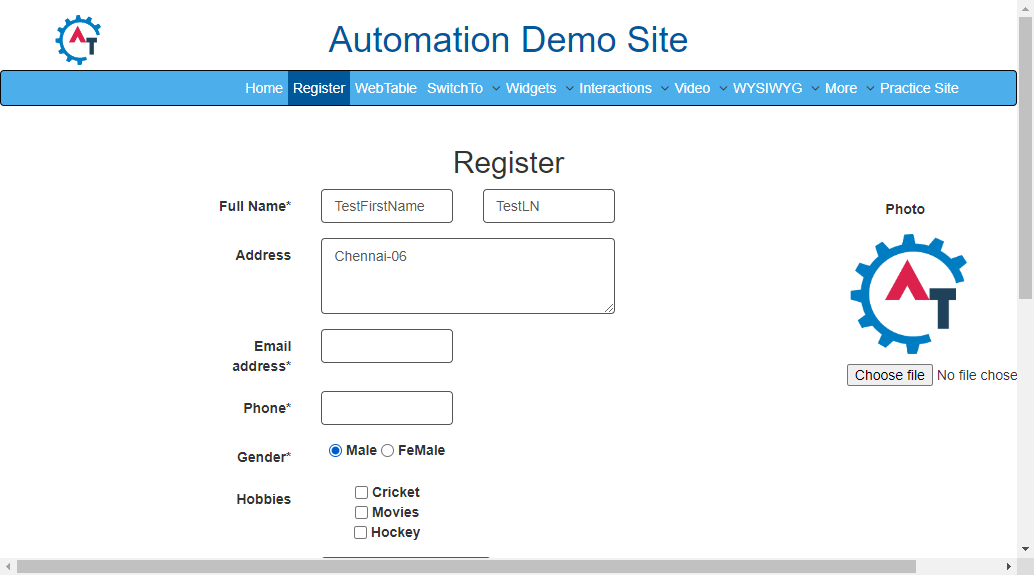 AT
Automation Demo Site
Home Register WebTable SwitchTo Widgets Interactions Video WYSIWYG More Practice Site
Register
Full Name* TestFirstName TestLN
Photo
Address Chennai-06
AT
Email
address*
Choose file No file chose
Phone*
Gender* Male FeMale
Hobbies Cricket
Movies
Hockey